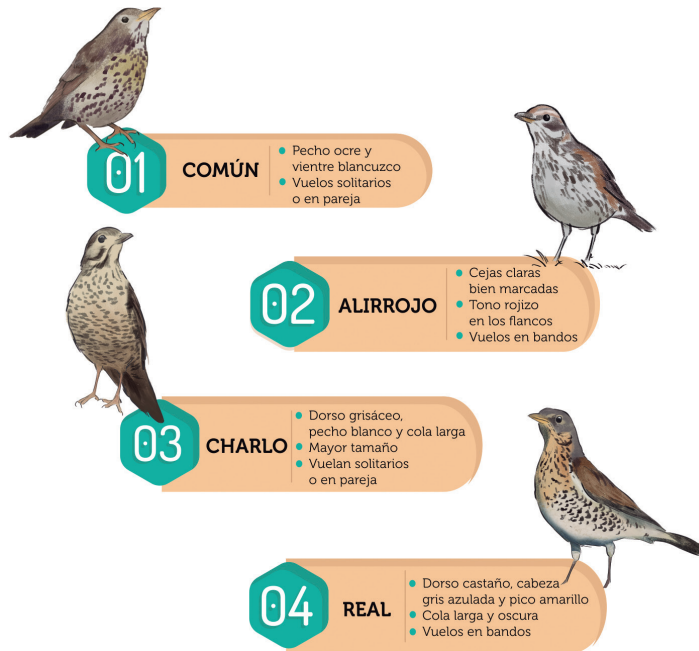 01
COMÚN
• Pecho ocre y
vientre blancuzco
• Vuelos solitarios
o en pareja
02
ALIRROJO
• Cejas claras
bien marcadas
• Tono rojizo
en los flancos
• Vuelos en bandos
03
CHARLO
• Dorso grisáceo,
pecho blanco y cola larga
• Mayor tamaño
• Vuelan solitarios
o en pareja
04
REAL
• Dorso castaño, cabeza
gris azulada y pico amarillo
• Cola larga y oscura
• Vuelos en bandos